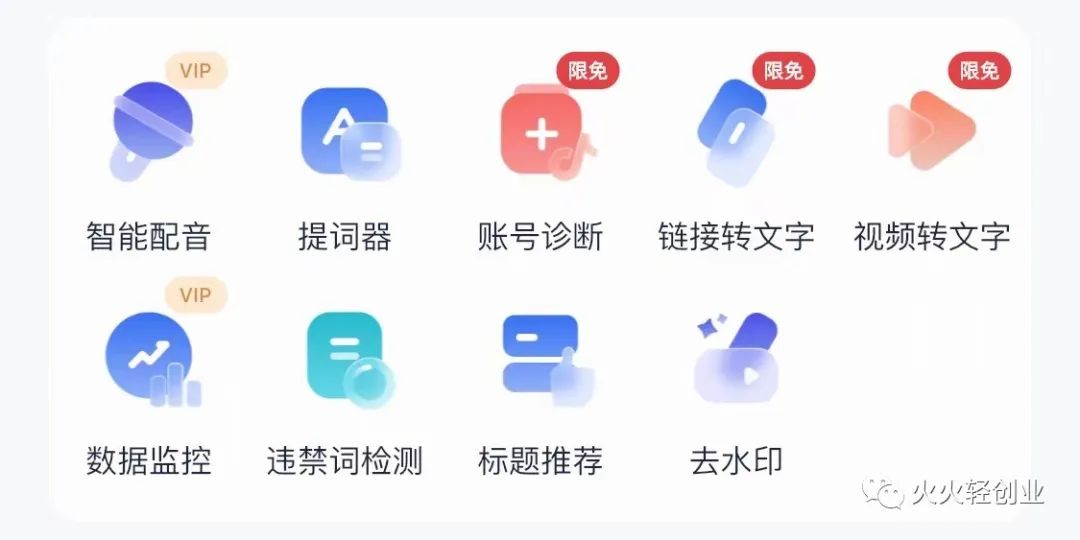 VIP
限免
限免
限免
智能配音
提词器
账号诊断
链接转文字
视频转文字
VIP
数据监控
违禁词检测
标题推荐
去水印
火火轻创业